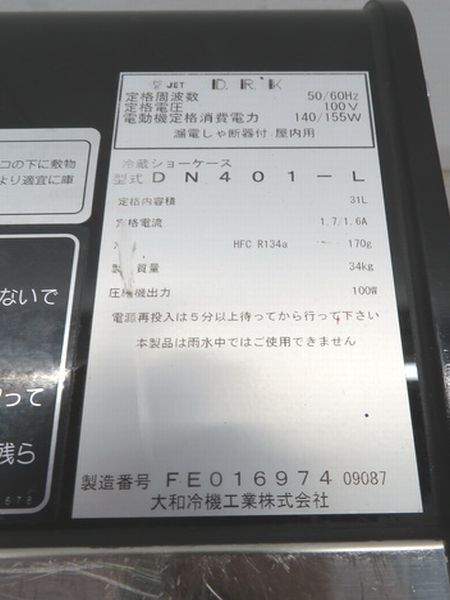 JET D.R.K
定格周波数 50/60Hz
定格電圧 100V
電動機定格消費電力 140/155W
漏電しゃ断器付 屋内用
冷蔵ショーケース
型式 DN401-L
定格内容積 31L
定格電流 1.7/1.6A
HFC R134a 170g
製 質量 34kg
圧縮機出力 100W
電源再投入は5分以上待ってから行って下さい
本製品は雨水中ではご使用できません
製造番号 FE016974 09087
大和冷機工業株式会社
コの下に敷物
より適宜に庫
ないで
って
残ら